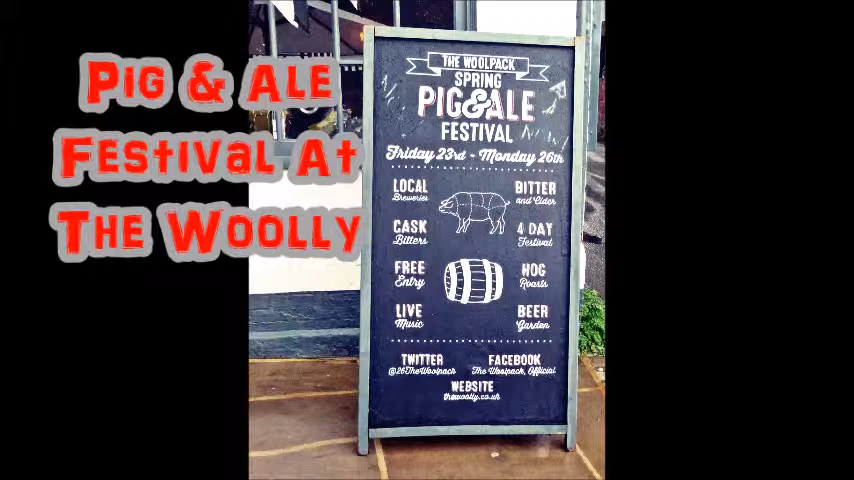 Pig & Ale
Festival At
The Woolly
THE WOOLPACK
SPRING
PIG & ALE
FESTIVAL
Friday 23rd - Monday 26th
LOCAL
Breweries
BITTER
and Cider
CASK
Bitters
4 DAY
Festival
FREE
Entry
HOG
Roasts
LIVE
Music
BEER
Garden
TWITTER
@26TheWoolpack
FACEBOOK
The Woolpack, Official
WEBSITE
thewoolly.co.uk